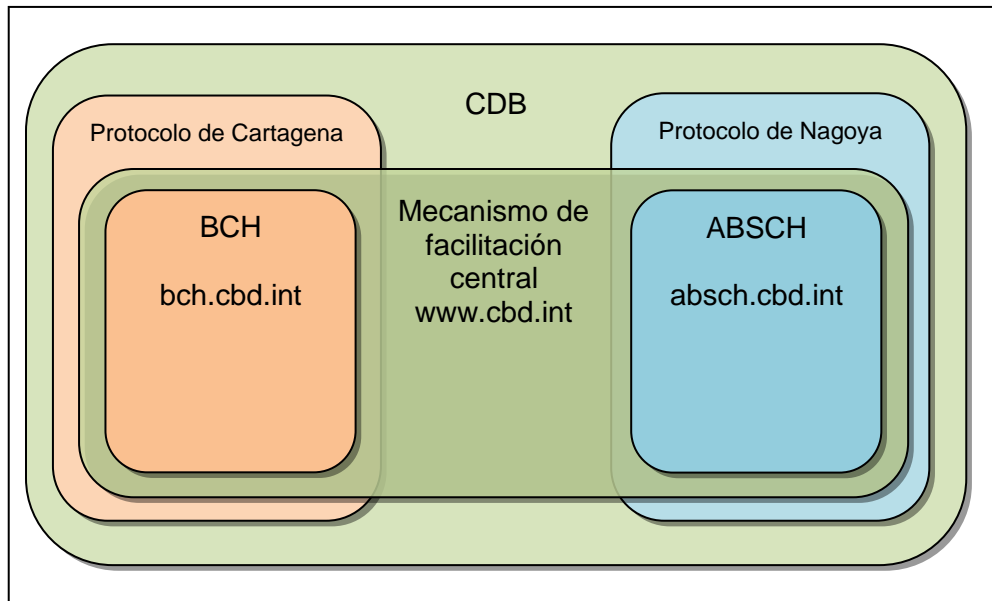 CDB
Protocolo de Cartagena
Protocolo de Nagoya
BCH
bch.cbd.int
Mecanismo de
facilitación
central
www.cbd.int
ABSCH
absch.cbd.int